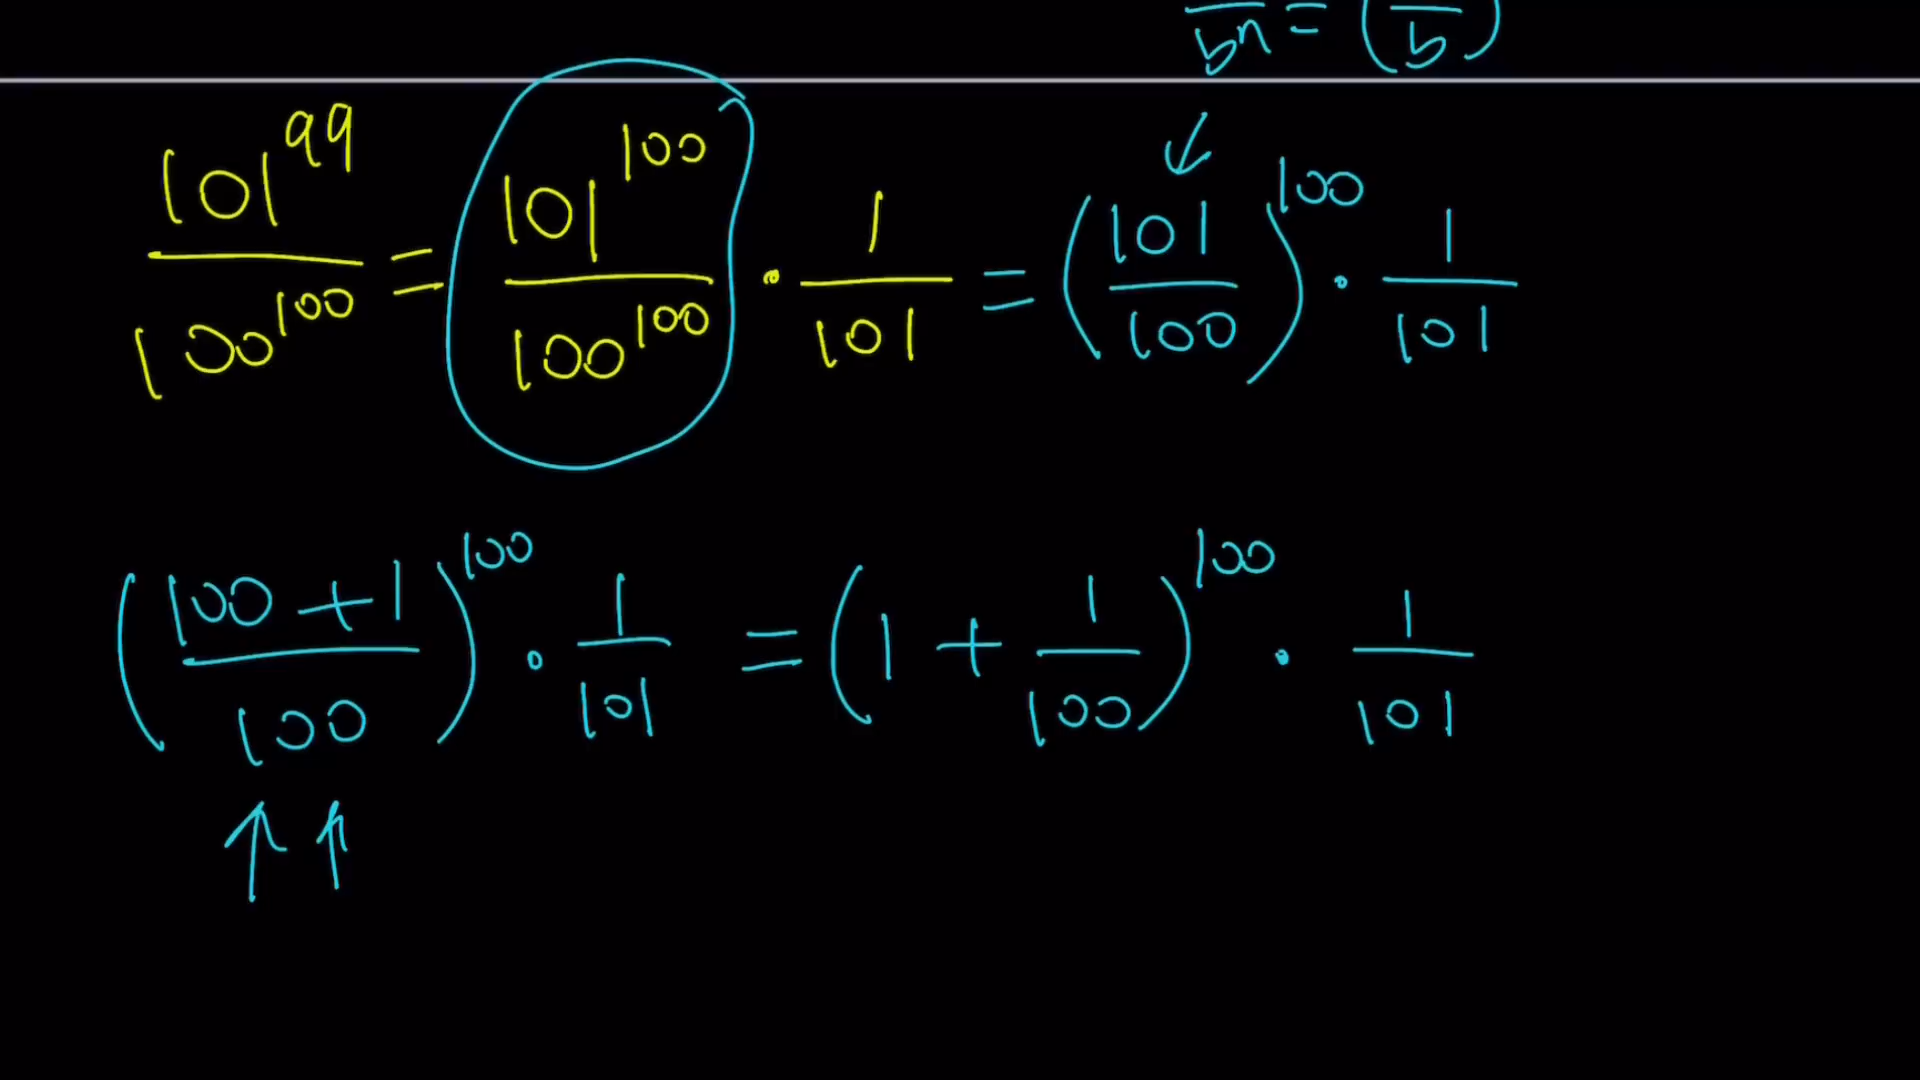 bⁿ = ( / b )
101^99 / 100^100 = 101^100 / 100^100 · 1/101 = (101/100)^100 · 1/101
((100 + 1)/100)^100 · 1/101 = (1 + 1/100)^100 · 1/101